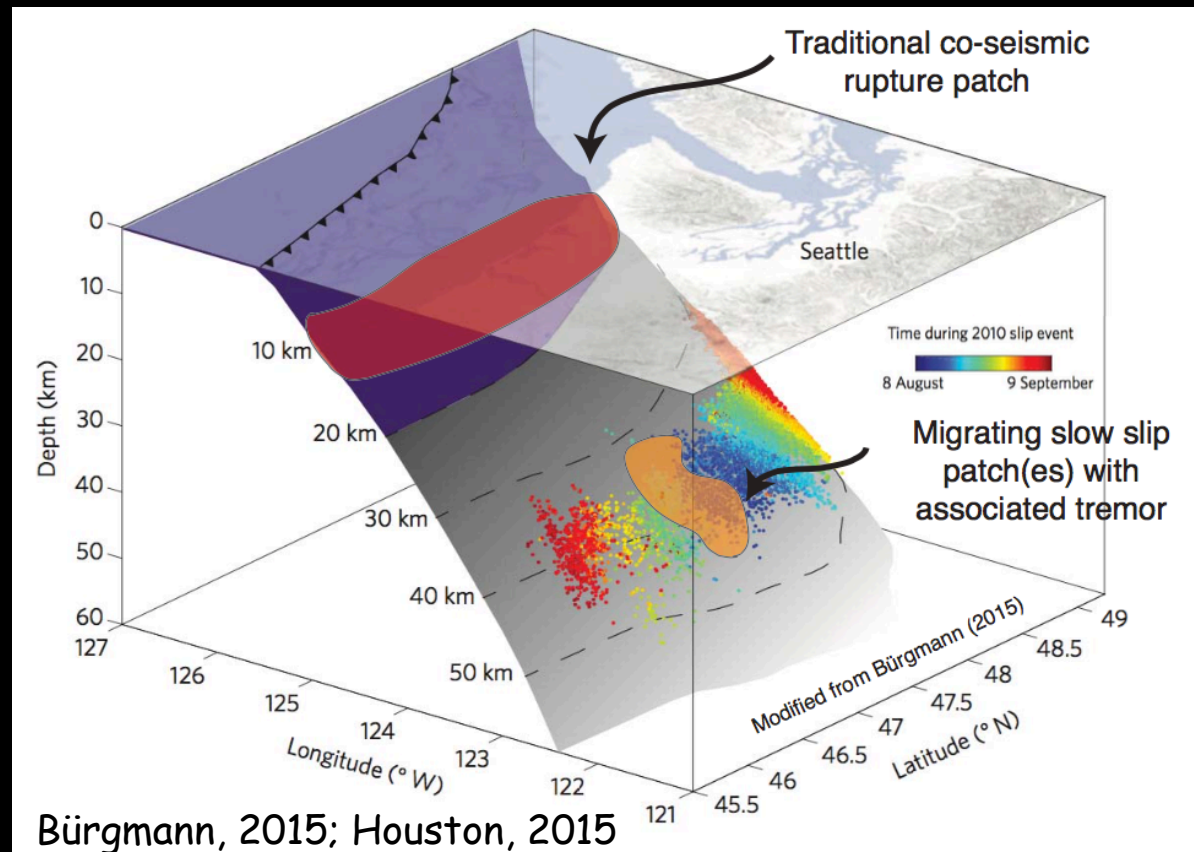 Traditional co-seismic
rupture patch
Seattle
Time during 2010 slip event
8 August
9 September
Migrating slow slip
patch(es) with
associated tremor
Depth (km)
0
10
20
30
40
50
60
10 km
20 km
30 km
40 km
50 km
127
126
125
124
123
122
121
Longitude (° W)
45.5
46
46.5
47
47.5
48
48.5
49
Latitude (° N)
Modified from Bürgmann (2015)
Bürgmann, 2015; Houston, 2015